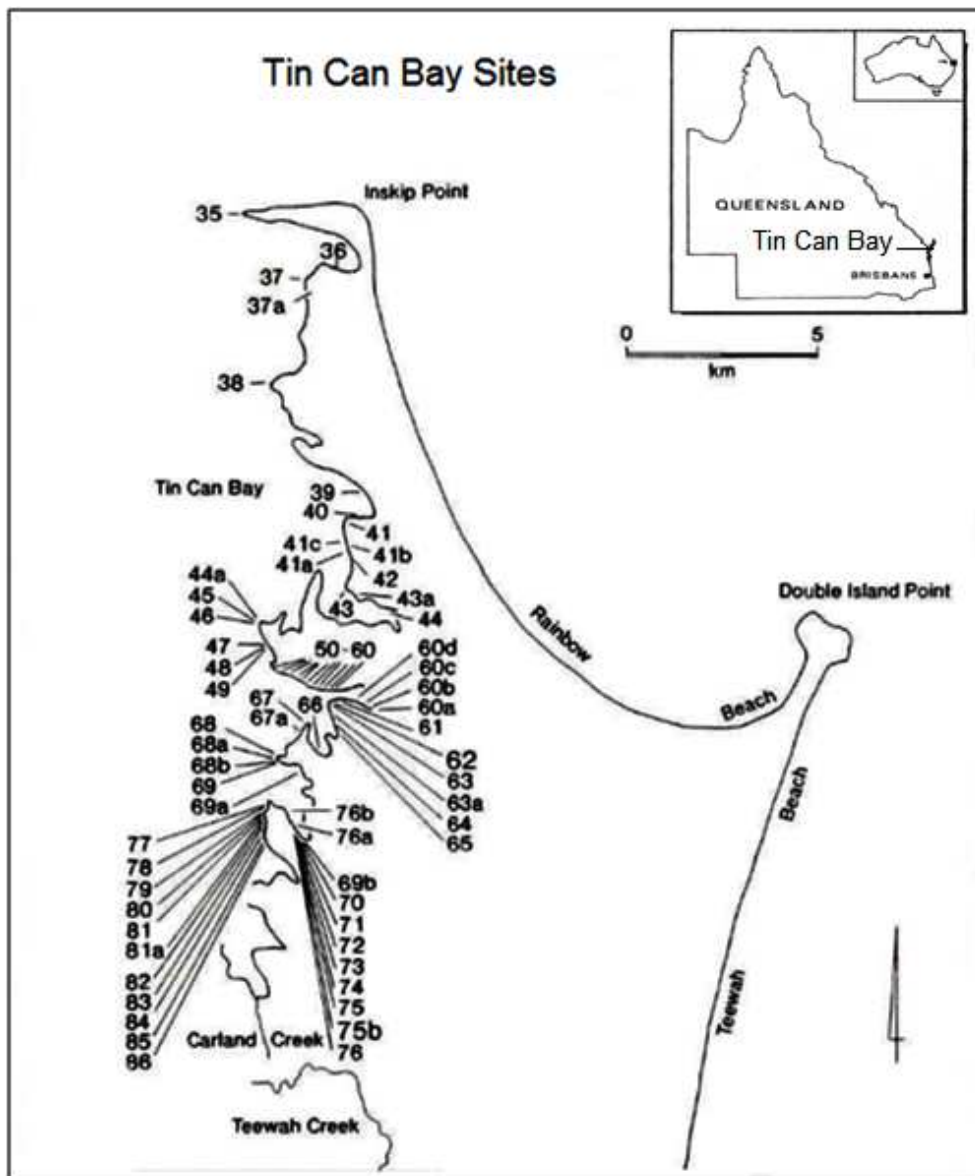 Tin Can Bay Sites
QUEENSLAND
Tin Can Bay
BRISBANE
0 5
km
Inskip Point
35
36
37
37a
38
Tin Can Bay
39
40
41
41c
41b
41a
42
44a
43a
45
43
44
46
50-60
47
60d
48
60c
49
60b
67
66
60a
67a
61
68
62
68a
63
68b
63a
69
64
69a
65
76b
76a
77
78
79
80
81
81a
82
83
84
85
86
69b
70
71
72
73
74
75
75b
76
Carland Creek
Teewah Creek
Double Island Point
Rainbow
Beach
Beach
Teewah